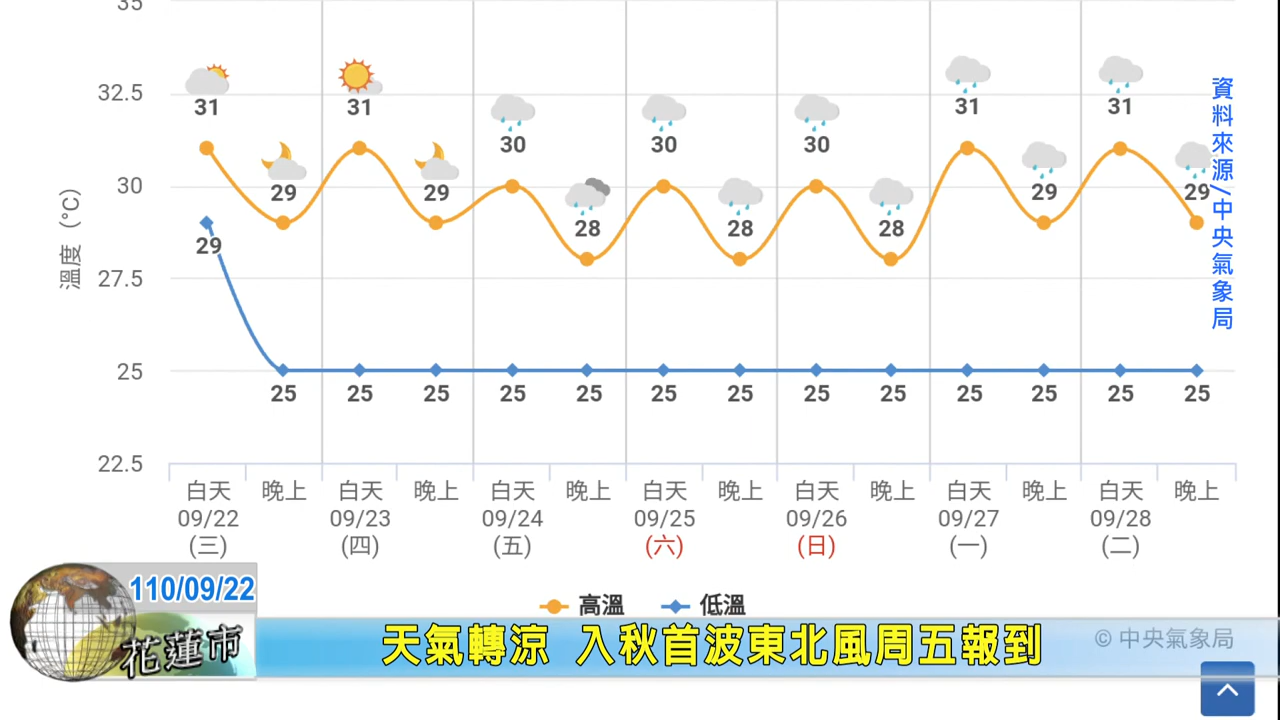 35
32.5
30
27.5
25
22.5
溫度（°C）
31
29
31
29
30
28
30
28
30
28
31
29
31
29
29
25
25
25
25
25
25
25
25
25
25
25
25
25
白天
09/22
(三)
晚上
白天
09/23
(四)
晚上
白天
09/24
(五)
晚上
白天
09/25
(六)
晚上
白天
09/26
(日)
晚上
白天
09/27
(一)
晚上
白天
09/28
(二)
晚上
資料來源/中央氣象局
高溫
低溫
110/09/22
花蓮市
天氣轉涼 入秋首波東北風周五報到
© 中央氣象局